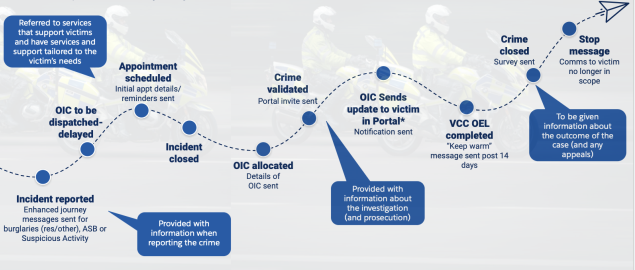 Referred to services
that support victims
and have services and
support tailored to the
victim's needs
Appointment
scheduled
Initial appt details/
reminders sent
OIC to be
dispatched-
delayed
Incident reported
Enhanced journey
messages sent for
burglaries (res/other), ASB or
Suspicious Activity
Provided with
information when
reporting the crime
Incident
closed
OIC allocated
Details of
OIC sent
Crime
validated
Portal invite sent
Provided with
information about
the investigation
(and prosecution)
OIC Sends
update to victim
in Portal*
Notification sent
VCC OEL
completed
"Keep warm"
message sent post 14
days
Crime
closed
Survey sent
To be given
information about
the outcome of the
case (and any
appeals)
Stop
message
Comms to victim
no longer in
scope